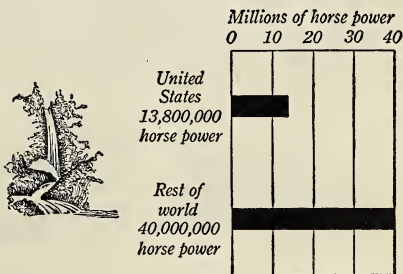 Millions of horse power
0 10 20 30 40
United
States
13,800,000
horse power
Rest of
world
40,000,000
horse power